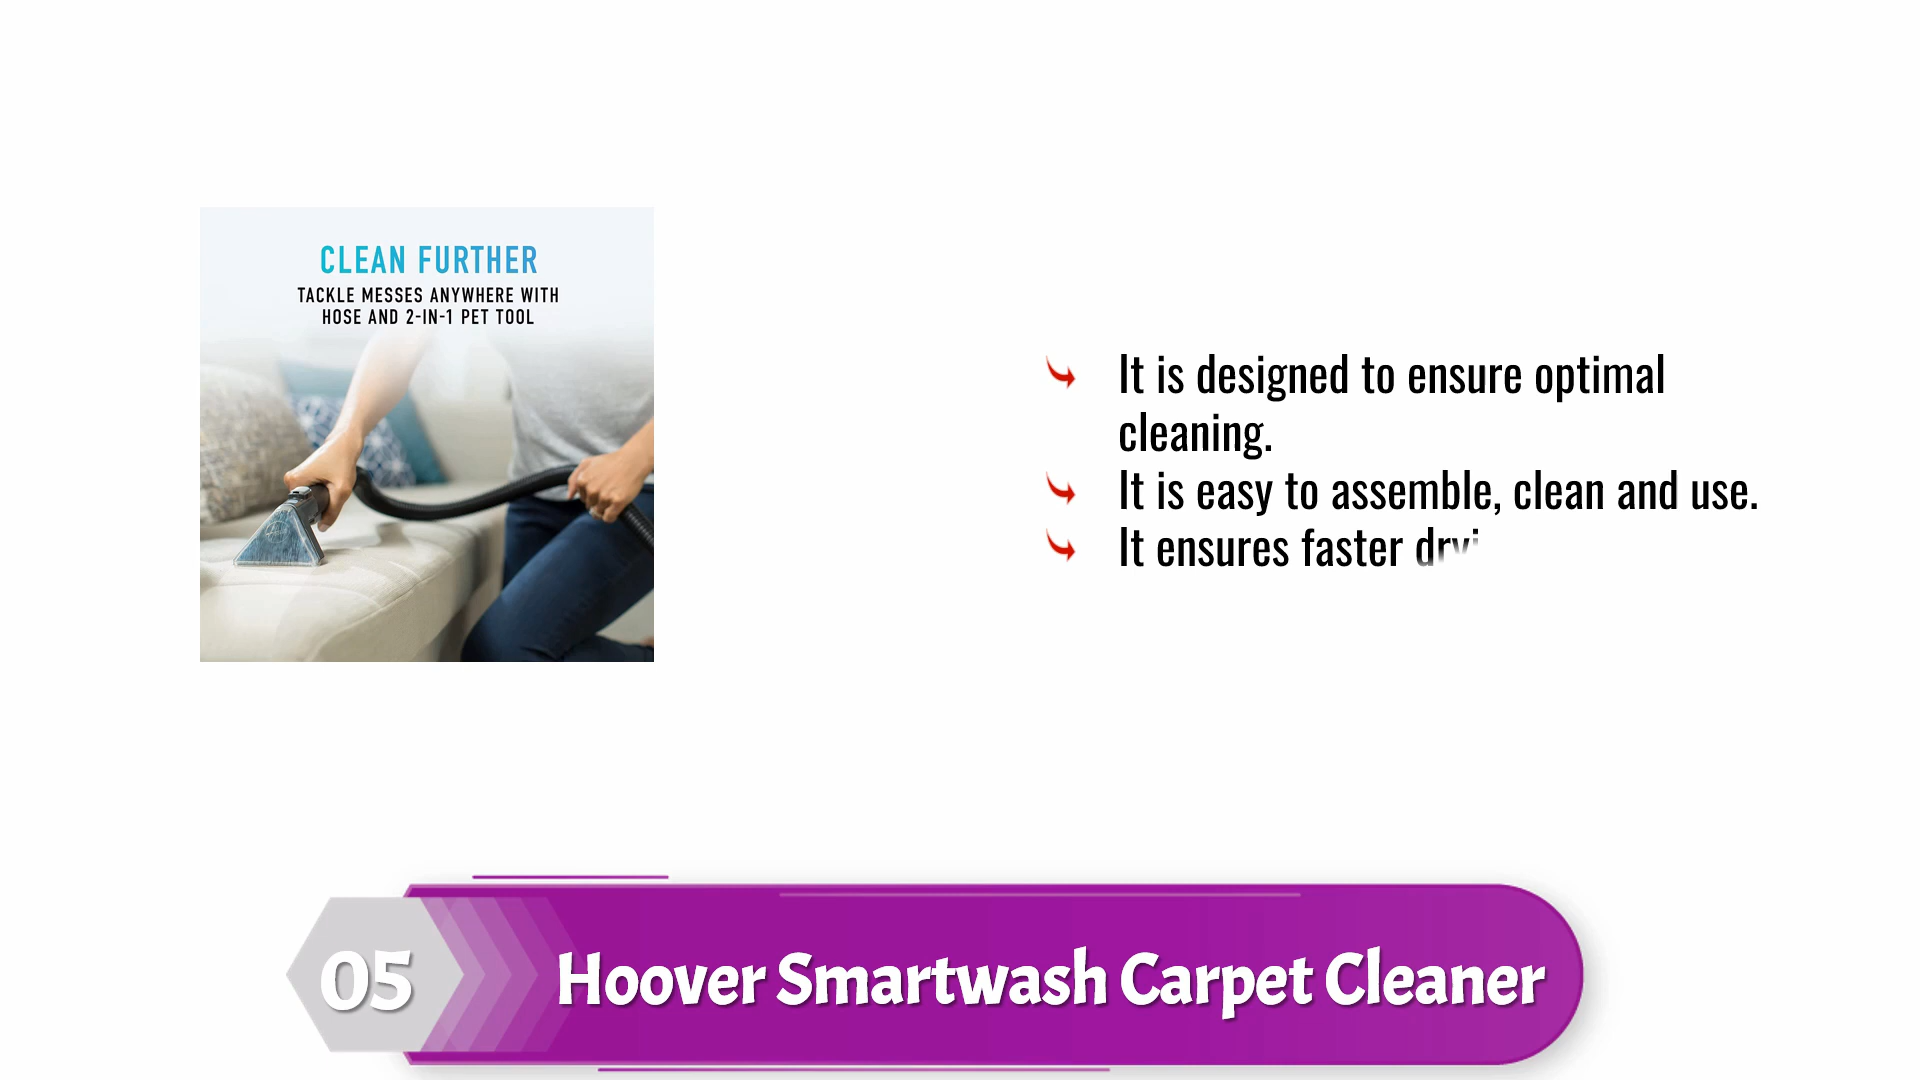 CLEAN FURTHER
TACKLE MESSES ANYWHERE WITH
HOSE AND 2-IN-1 PET TOOL
It is designed to ensure optimal
cleaning.
It is easy to assemble, clean and use.
It ensures faster
05
Hoover Smartwash Carpet Cleaner